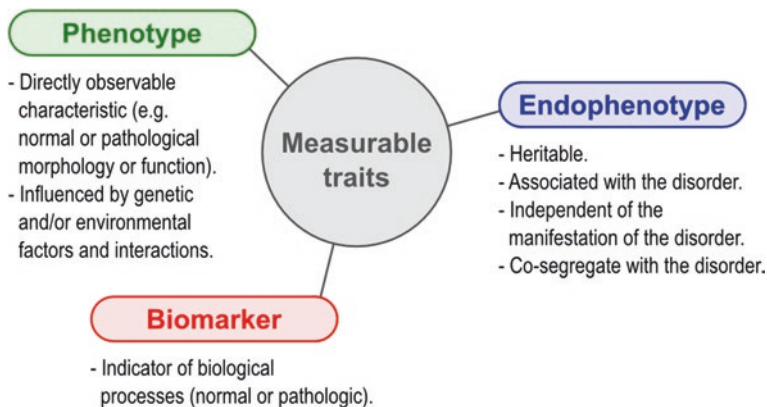 Phenotype
- Directly observable
characteristic (e.g.
normal or pathological
morphology or function).
- Influenced by genetic
and/or environmental
factors and interactions.
Measurable
traits
Endophenotype
- Heritable.
- Associated with the disorder.
- Independent of the
manifestation of the disorder.
- Co-segregate with the disorder.
Biomarker
- Indicator of biological
processes (normal or pathologic).